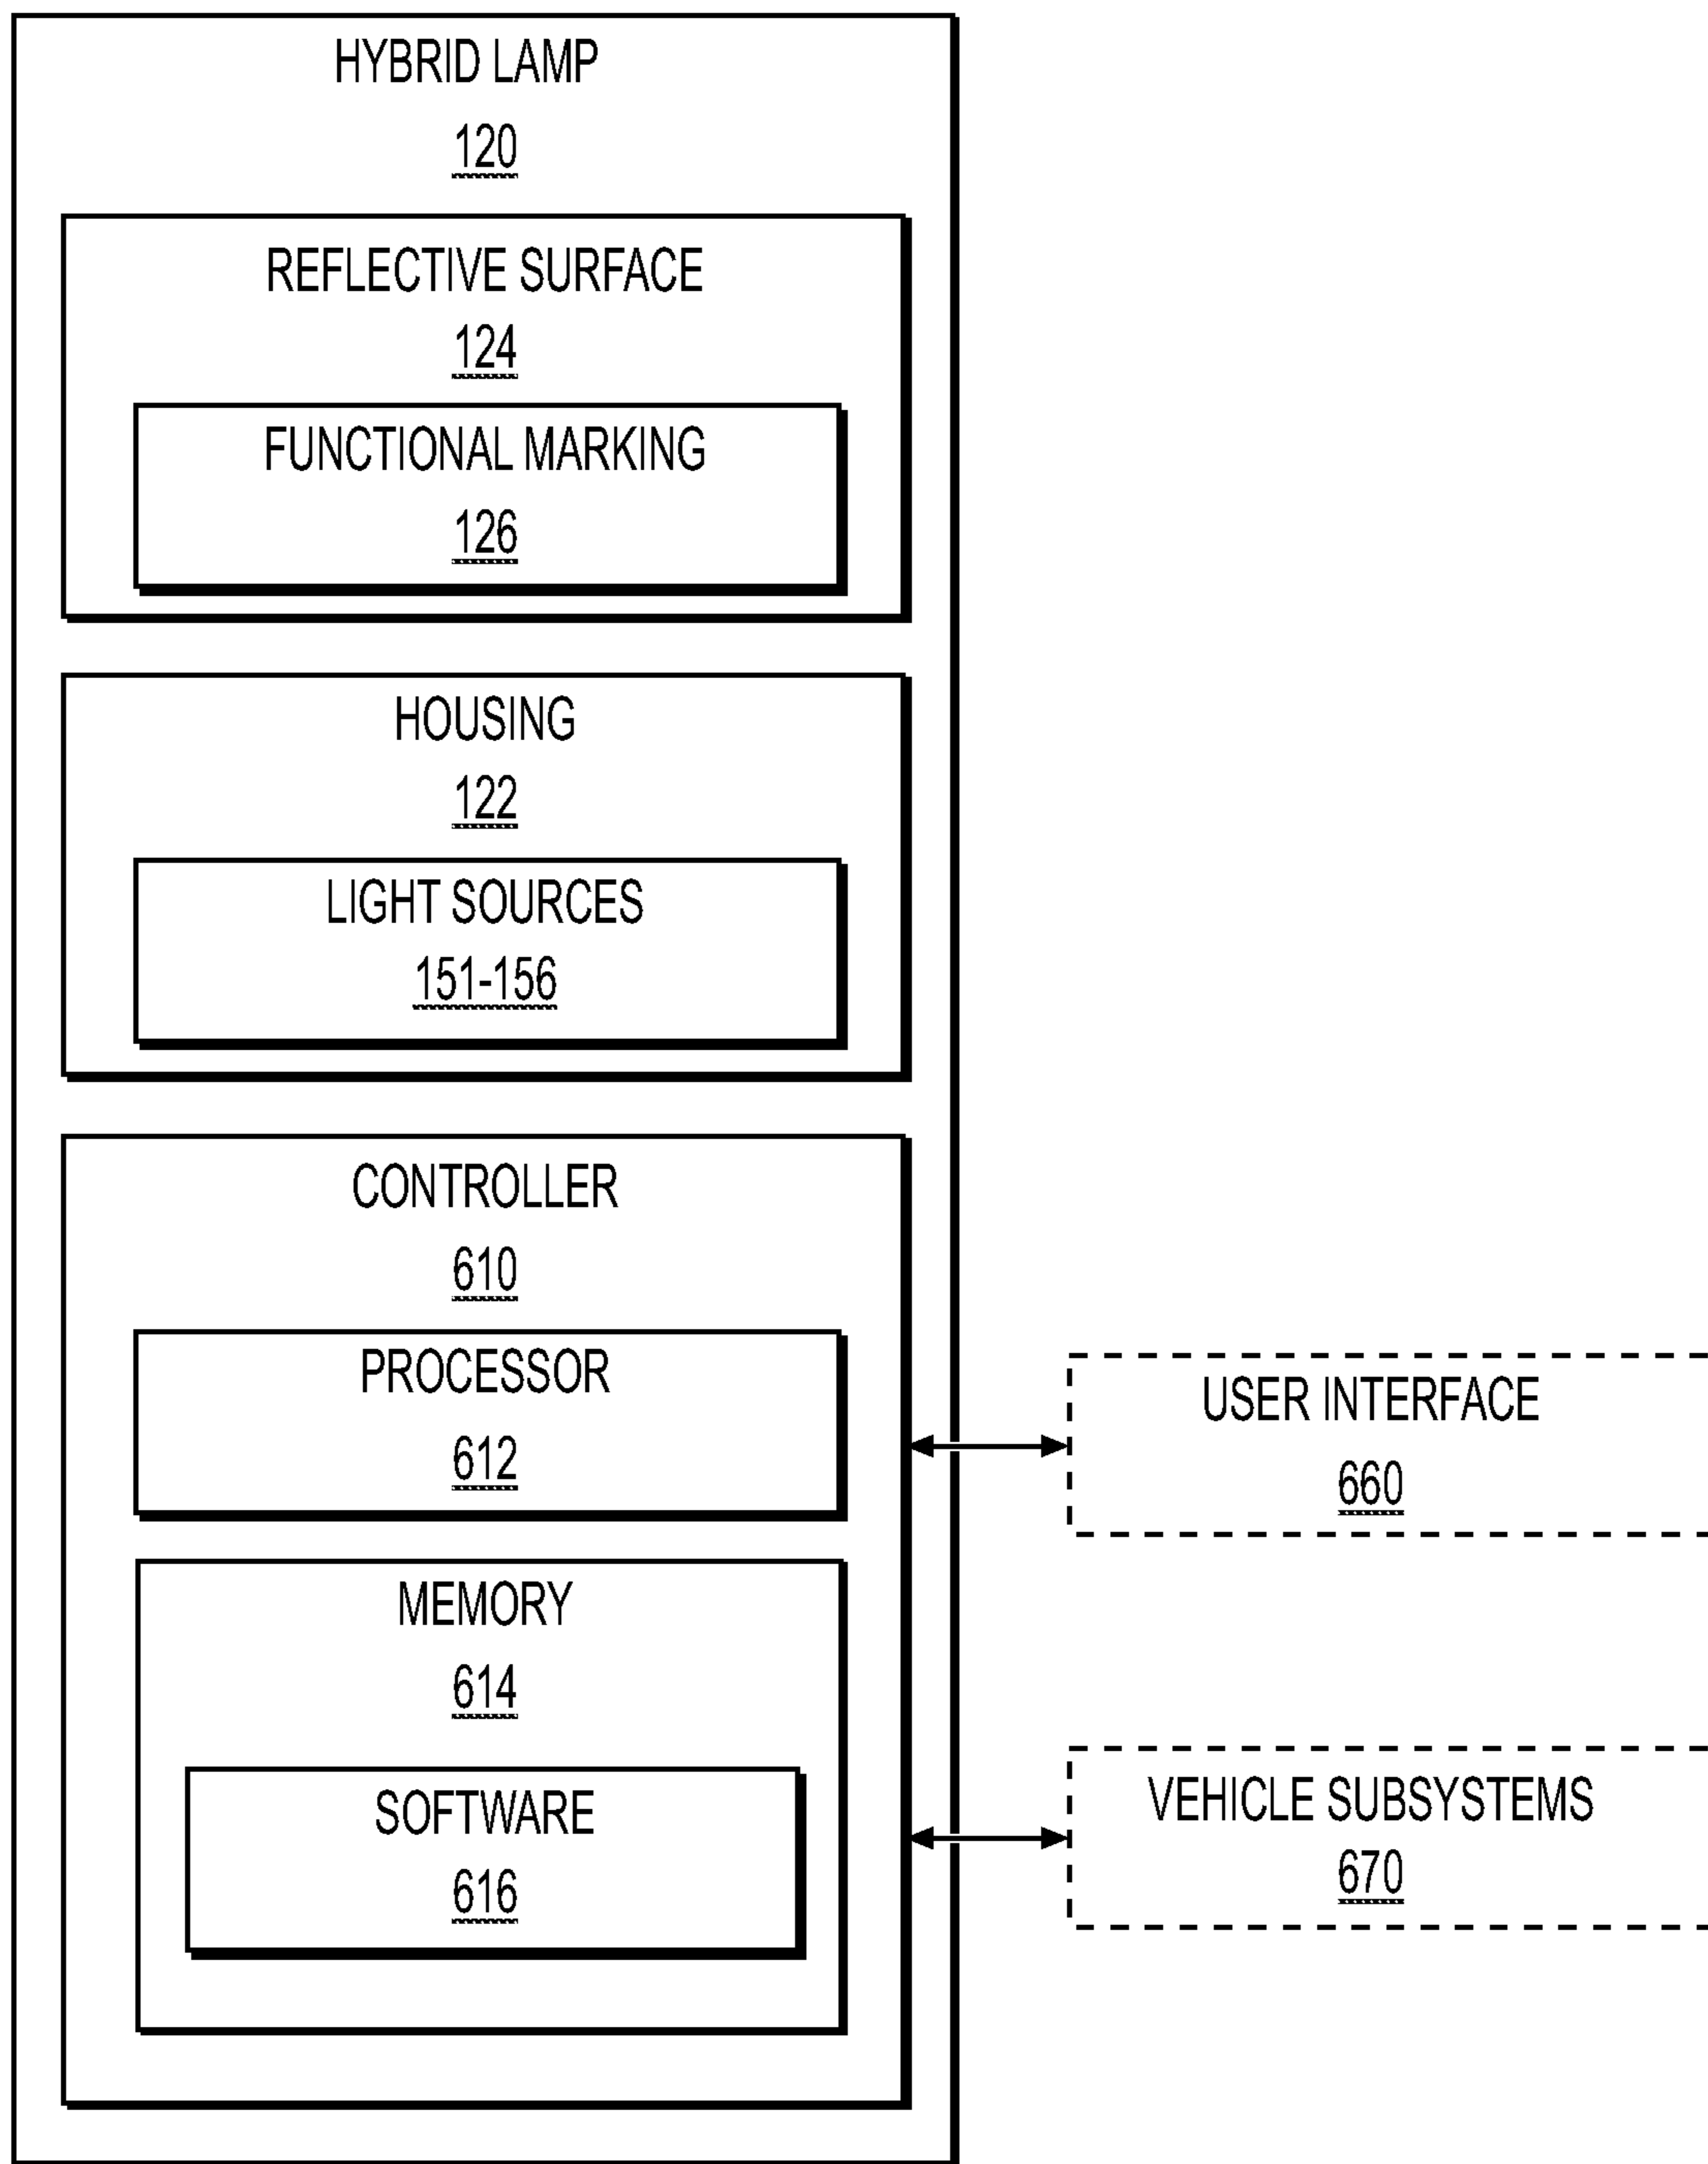 HYBRID LAMP
120
REFLECTIVE SURFACE
124
FUNCTIONAL MARKING
126
HOUSING
122
LIGHT SOURCES
151-156
CONTROLLER
610
PROCESSOR
612
MEMORY
614
SOFTWARE
616
USER INTERFACE
660
VEHICLE SUBSYSTEMS
670